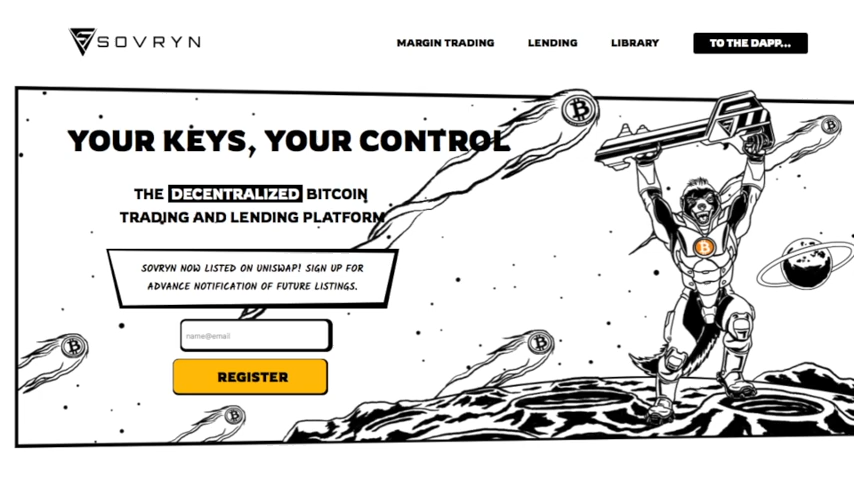 SOVRYN
MARGIN TRADING
LENDING
LIBRARY
TO THE DAPP...
YOUR KEYS, YOUR CONTROL
THE DECENTRALIZED BITCOIN
TRADING AND LENDING PLATFORM
SOVRYN NOW LISTED ON UNISWAP! SIGN UP FOR
ADVANCE NOTIFICATION OF FUTURE LISTINGS.
name@email
REGISTER